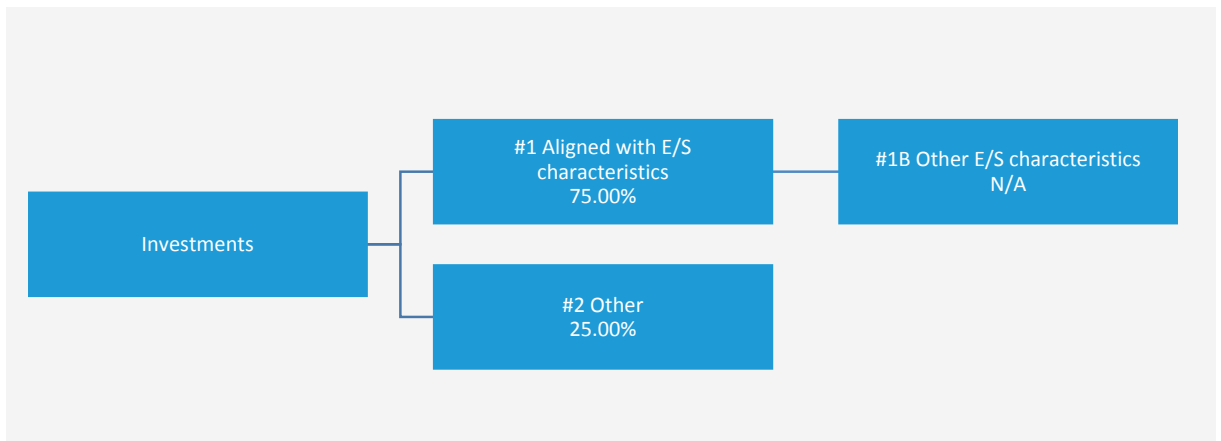 Investments
#1 Aligned with E/S
characteristics
75.00%
#1B Other E/S characteristics
N/A
#2 Other
25.00%